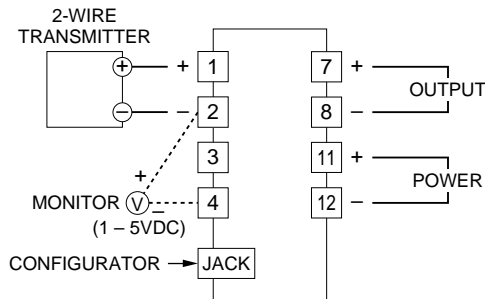 2-WIRE
TRANSMITTER
+ + 1 7 +
OUTPUT
– – 2 8 –
3 11 +
POWER
+
MONITOR V – 4 12 –
(1 – 5VDC)
CONFIGURATOR JACK